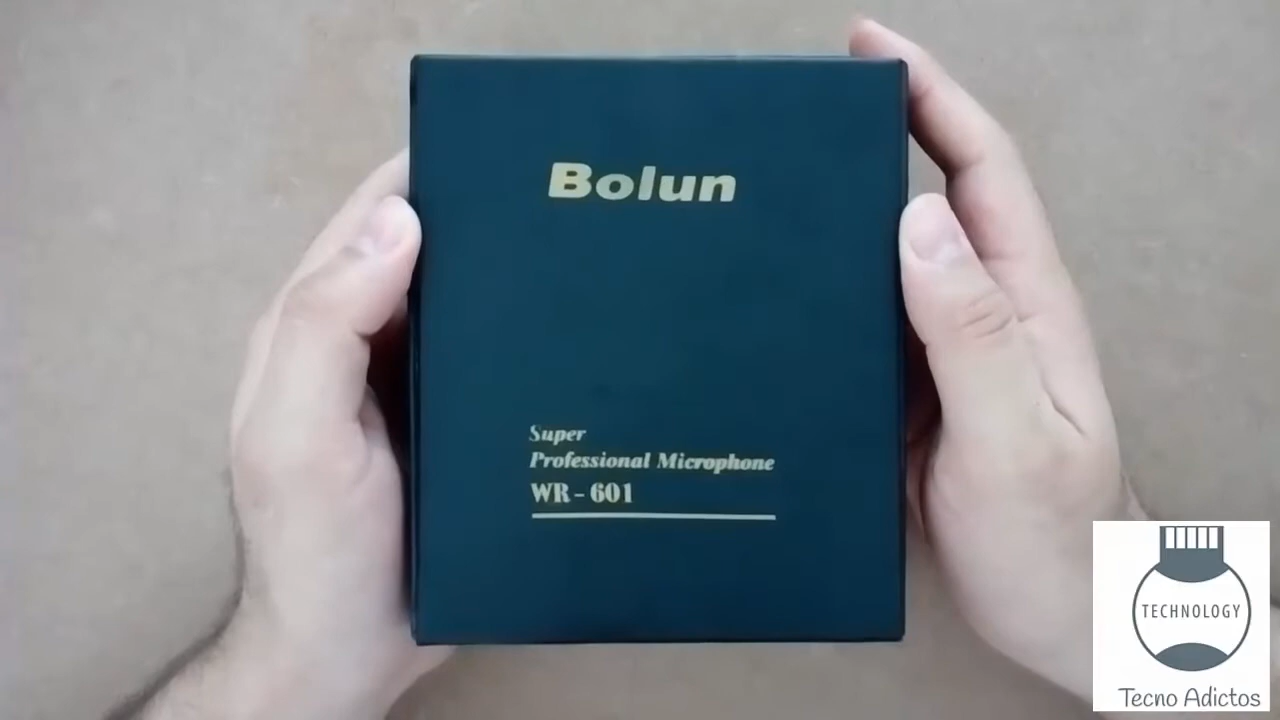 Bolun
Super
Professional Microphone
WR - 601
TECHNOLOGY
Tecno Adictos